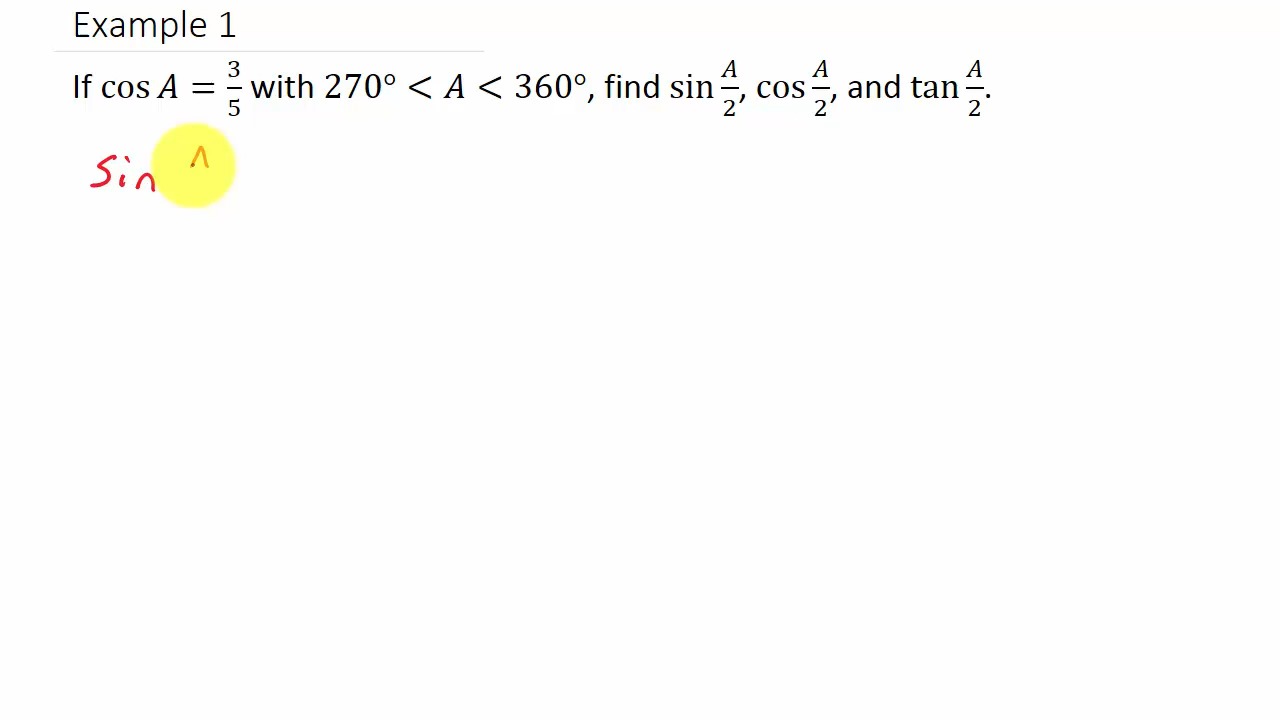 Example 1
If cos A = 3/5 with 270° < A < 360°, find sin A/2, cos A/2, and tan A/2.
sin A